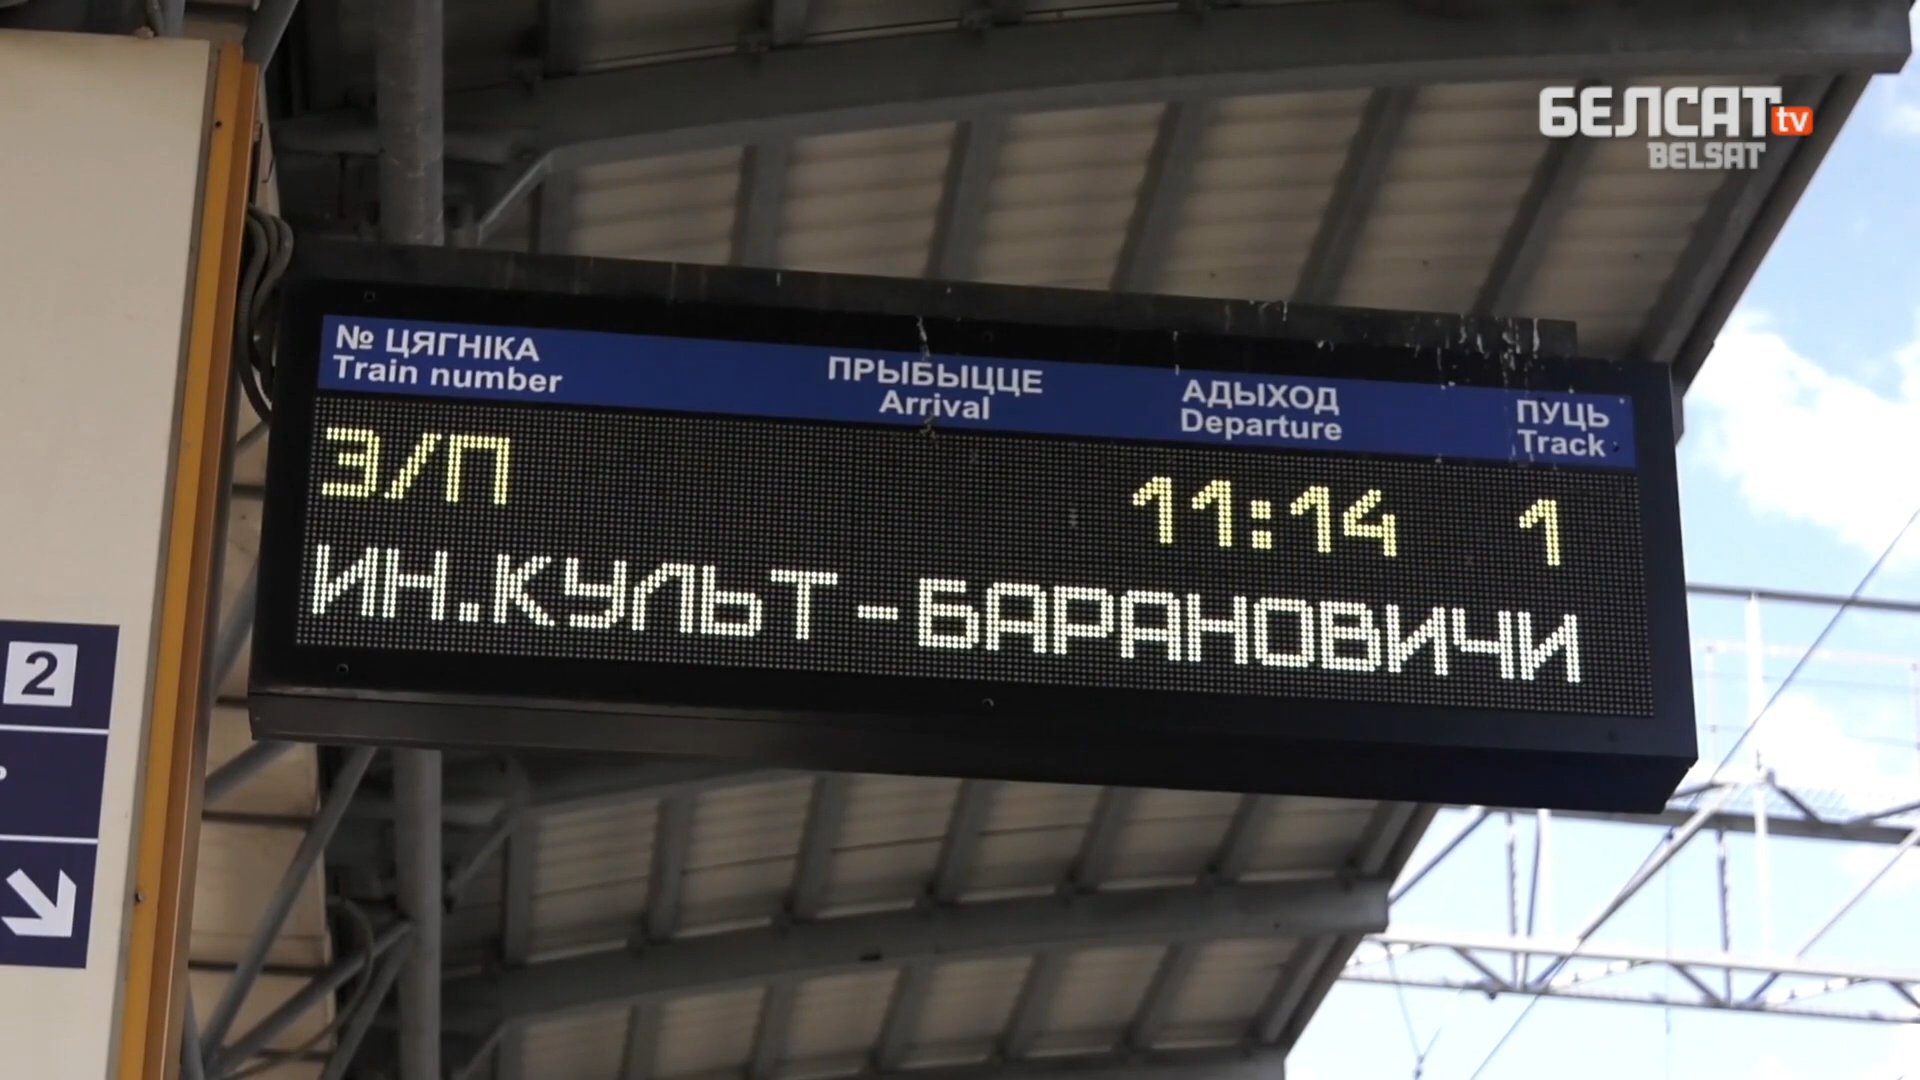 БЕЛСАТ tv
BELSAT
№ ЦЯГНІКА
Train number
ПРЫБЫЦЦЕ
Arrival
АДЫХОД
Departure
ПУЦЬ
Track
Э/П 11:14 1
ИН.КУЛЬТ-БАРАНОВИЧИ
2